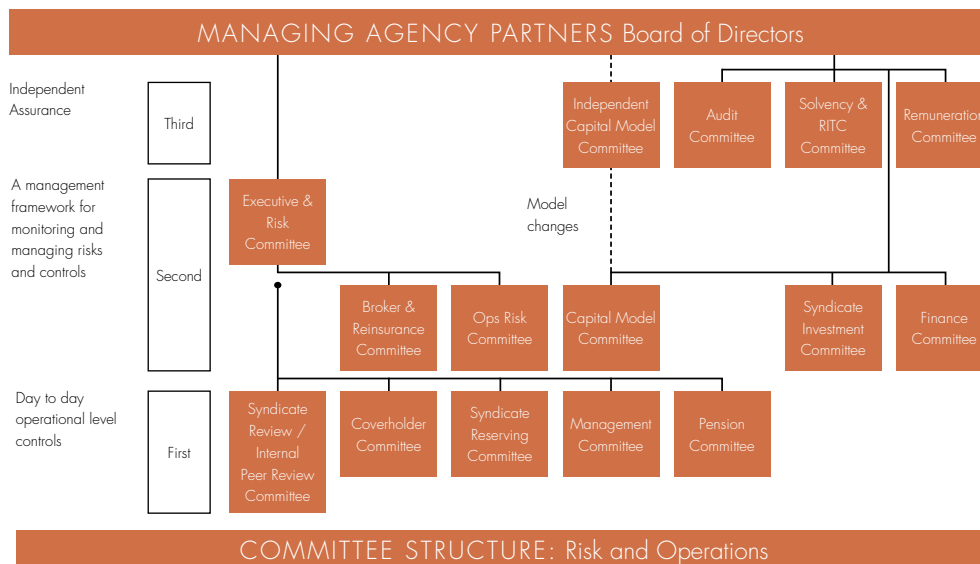 MANAGING AGENCY PARTNERS Board of Directors
Independent
Assurance
Third
Independent
Capital Model
Committee
Audit
Committee
Solvency &
RITC
Committee
Remuneration
Committee
A management
framework for
monitoring and
managing risks
and controls
Second
Executive &
Risk
Committee
Model
changes
Broker &
Reinsurance
Committee
Ops Risk
Committee
Capital Model
Committee
Syndicate
Investment
Committee
Finance
Committee
Day to day
operational level
controls
First
Syndicate
Review /
Internal
Peer Review
Committee
Coverholder
Committee
Syndicate
Reserving
Committee
Management
Committee
Pension
Committee
COMMITTEE STRUCTURE: Risk and Operations